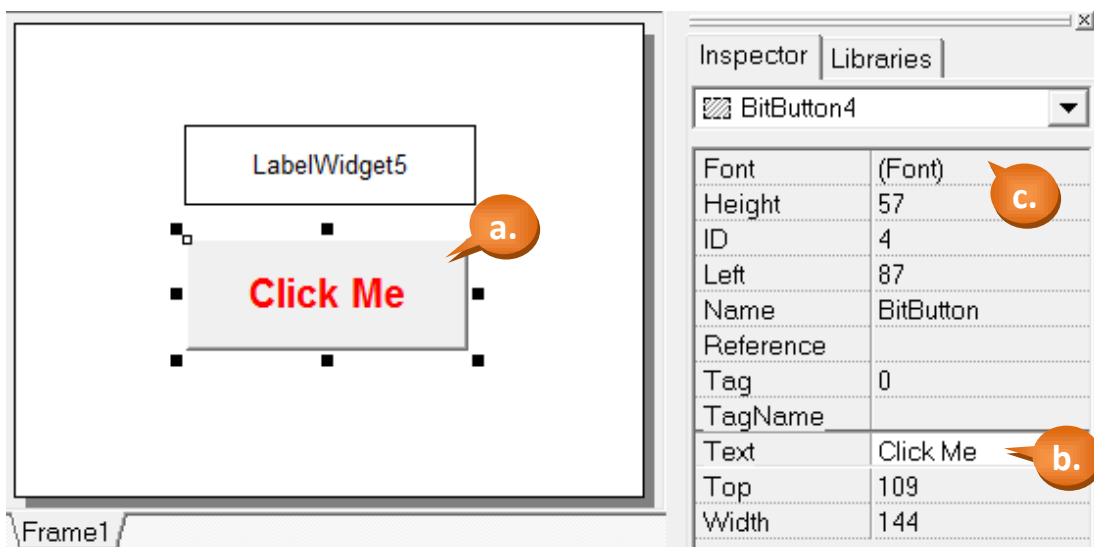 LabelWidget5
a.
Click Me
Frame1
Inspector Libraries
BitButton4
Font (Font)
c.
Height 57
ID 4
Left 87
Name BitButton
Reference
Tag 0
TagName
Text Click Me
b.
Top 109
Width 144